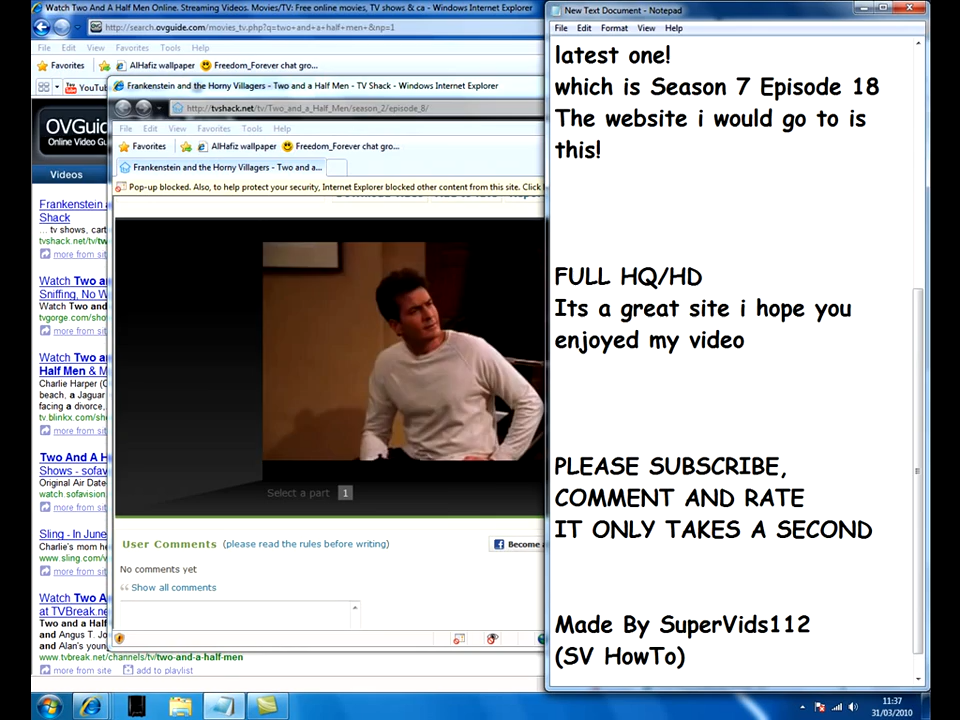 Watch Two And A Half Men Online. Streaming Videos. Movies/TV: Free online movies, TV shows & ca - Windows Internet Explorer
http://search.ovguide.com/movies_tv.php?q=two+and+a+half+men+&np=1
File Edit View Favorites Tools Help
Favorites AlHafiz wallpaper Freedom_Forever chat gro...
YouTu
OVGuide
Online Video Gu
Videos
Frankenstein
Shack
... tv shows, cart
tvshack.net/tv/tw
more from sit
Watch Two a
Sniffing, No W
Watch Two and
tvgorge.com/sho
more from sit
Watch Two a
Half Men & M
Charlie Harper (C
beach, a Jaguar
facing a divorce,
tv.blinkx.com/sh
more from sit
Two And A H
Shows - sofav
Original Air Date
watch.sofavision
more from sit
Sling - In June
Charlie's mom h
www.sling.com/v
more from sit
Watch Two A
at TVBreak.ne
Two and a Half
and Angus T. Jo
and Alan's young
www.tvbreak.net/channels/tv/two-and-a-half-men
more from site add to playlist
Frankenstein and the Horny Villagers - Two and a Half Men - TV Shack - Windows Internet Explorer
http://tvshack.net/tv/Two_and_a_Half_Men/season_2/episode_8/
File Edit View Favorites Tools Help
Favorites AlHafiz wallpaper Freedom_Forever chat gro...
Frankenstein and the Horny Villagers - Two and a...
Pop-up blocked. Also, to help protect your security, Internet Explorer blocked other content from this site. Click
Select a part 1
User Comments (please read the rules before writing)
Become a
No comments yet
Show all comments
New Text Document - Notepad
File Edit Format View Help
latest one!
which is Season 7 Episode 18
The website i would go to is
this!
FULL HQ/HD
Its a great site i hope you
enjoyed my video
PLEASE SUBSCRIBE,
COMMENT AND RATE
IT ONLY TAKES A SECOND
Made By SuperVids112
(SV HowTo)
11:37
31/03/2010